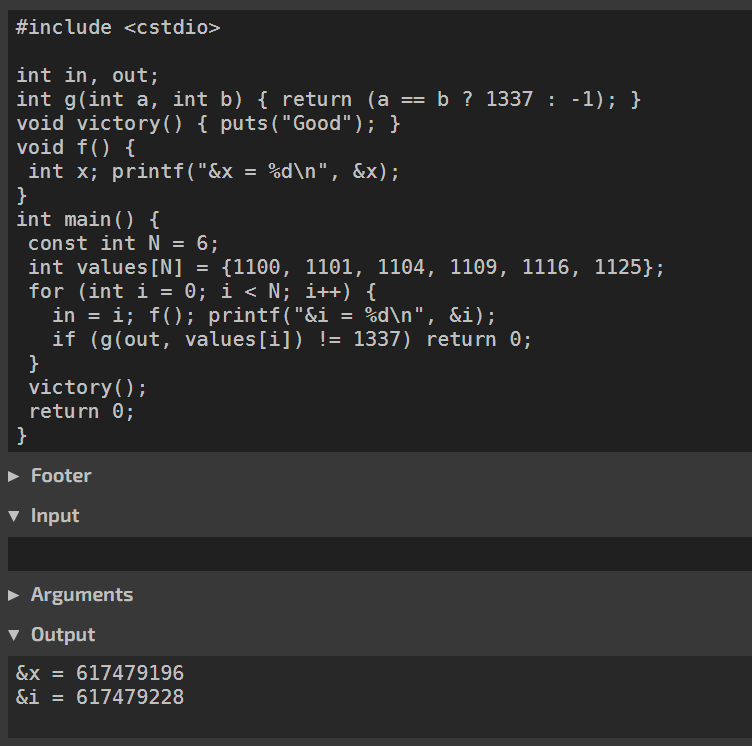 #include <cstdio>

int in, out;
int g(int a, int b) { return (a == b ? 1337 : -1); }
void victory() { puts("Good"); }
void f() {
 int x; printf("&x = %d\n", &x);
}
int main() {
 const int N = 6;
 int values[N] = {1100, 1101, 1104, 1109, 1116, 1125};
 for (int i = 0; i < N; i++) {
   in = i; f(); printf("&i = %d\n", &i);
   if (g(out, values[i]) != 1337) return 0;
 }
 victory();
 return 0;
}
► Footer
▼ Input
► Arguments
▼ Output
&x = 617479196
&i = 617479228